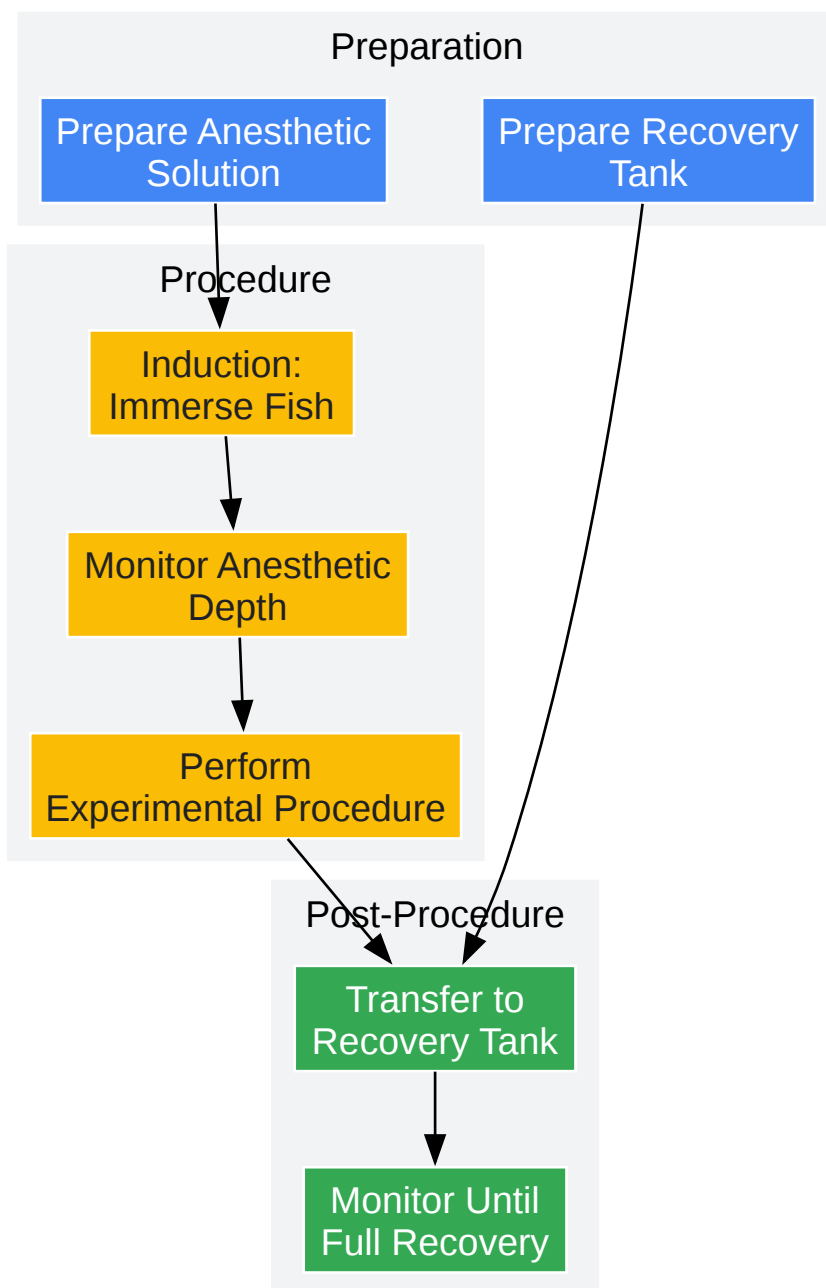 Preparation
Prepare Anesthetic
Solution
Prepare Recovery
Tank
Procedure
Induction:
Immerse Fish
Monitor Anesthetic
Depth
Perform
Experimental Procedure
Post-Procedure
Transfer to
Recovery Tank
Monitor Until
Full Recovery